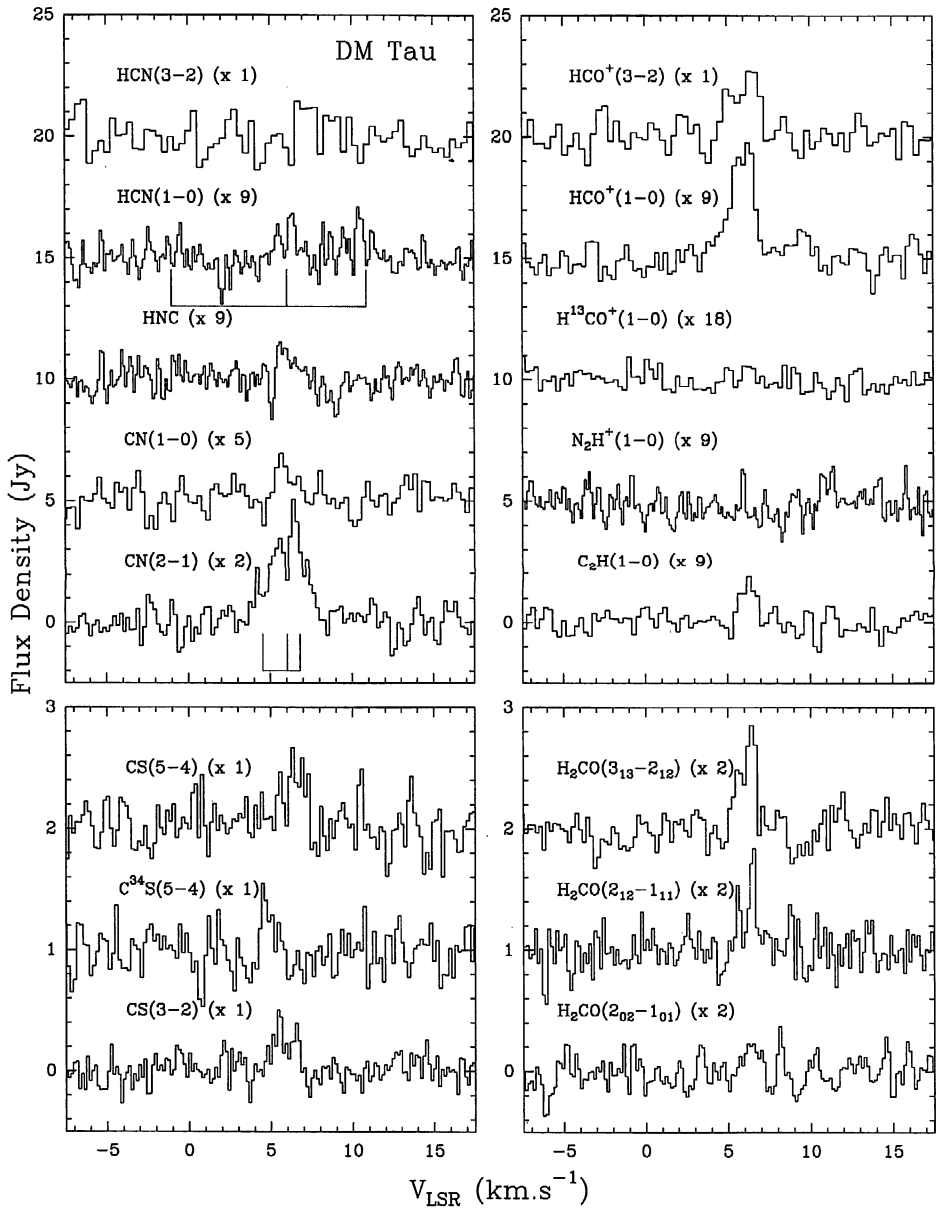 DM Tau
HCN(3−2) (x 1)
HCN(1−0) (x 9)
HNC (x 9)
CN(1−0) (x 5)
CN(2−1) (x 2)
25
20
15
10
5
0
HCO⁺(3−2) (x 1)
HCO⁺(1−0) (x 9)
H¹³CO⁺(1−0) (x 18)
N₂H⁺(1−0) (x 9)
C₂H(1−0) (x 9)
25
20
15
10
5
0
Flux Density (Jy)
CS(5−4) (x 1)
C³⁴S(5−4) (x 1)
CS(3−2) (x 1)
3
2
1
0
−5 0 5 10 15
H₂CO(3₁₃−2₁₂) (x 2)
H₂CO(2₁₂−1₁₁) (x 2)
H₂CO(2₀₂−1₀₁) (x 2)
3
2
1
0
−5 0 5 10 15
V_LSR (km.s⁻¹)